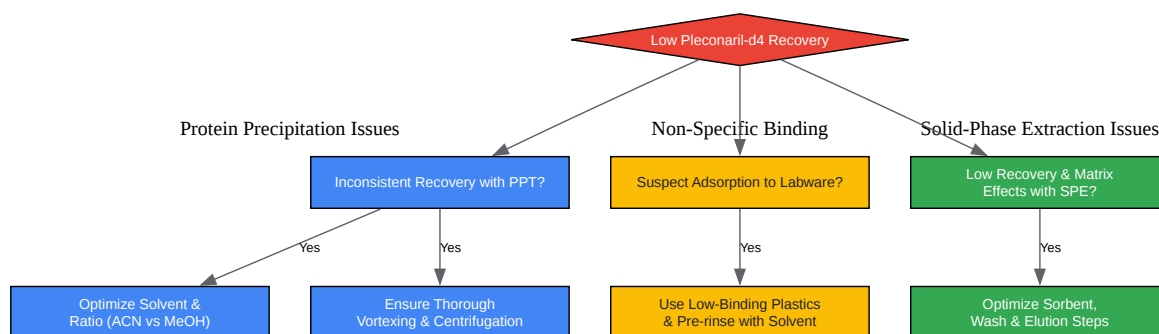 Low Pleconaril-d4 Recovery
Protein Precipitation Issues
Non-Specific Binding
Solid-Phase Extraction Issues
Inconsistent Recovery with PPT?
Suspect Adsorption to Labware?
Low Recovery & Matrix
Effects with SPE?
Yes
Yes
Yes
Yes
Optimize Solvent &
Ratio (ACN vs MeOH)
Ensure Thorough
Vortexing & Centrifugation
Use Low-Binding Plastics
& Pre-rinse with Solvent
Optimize Sorbent,
Wash & Elution Steps